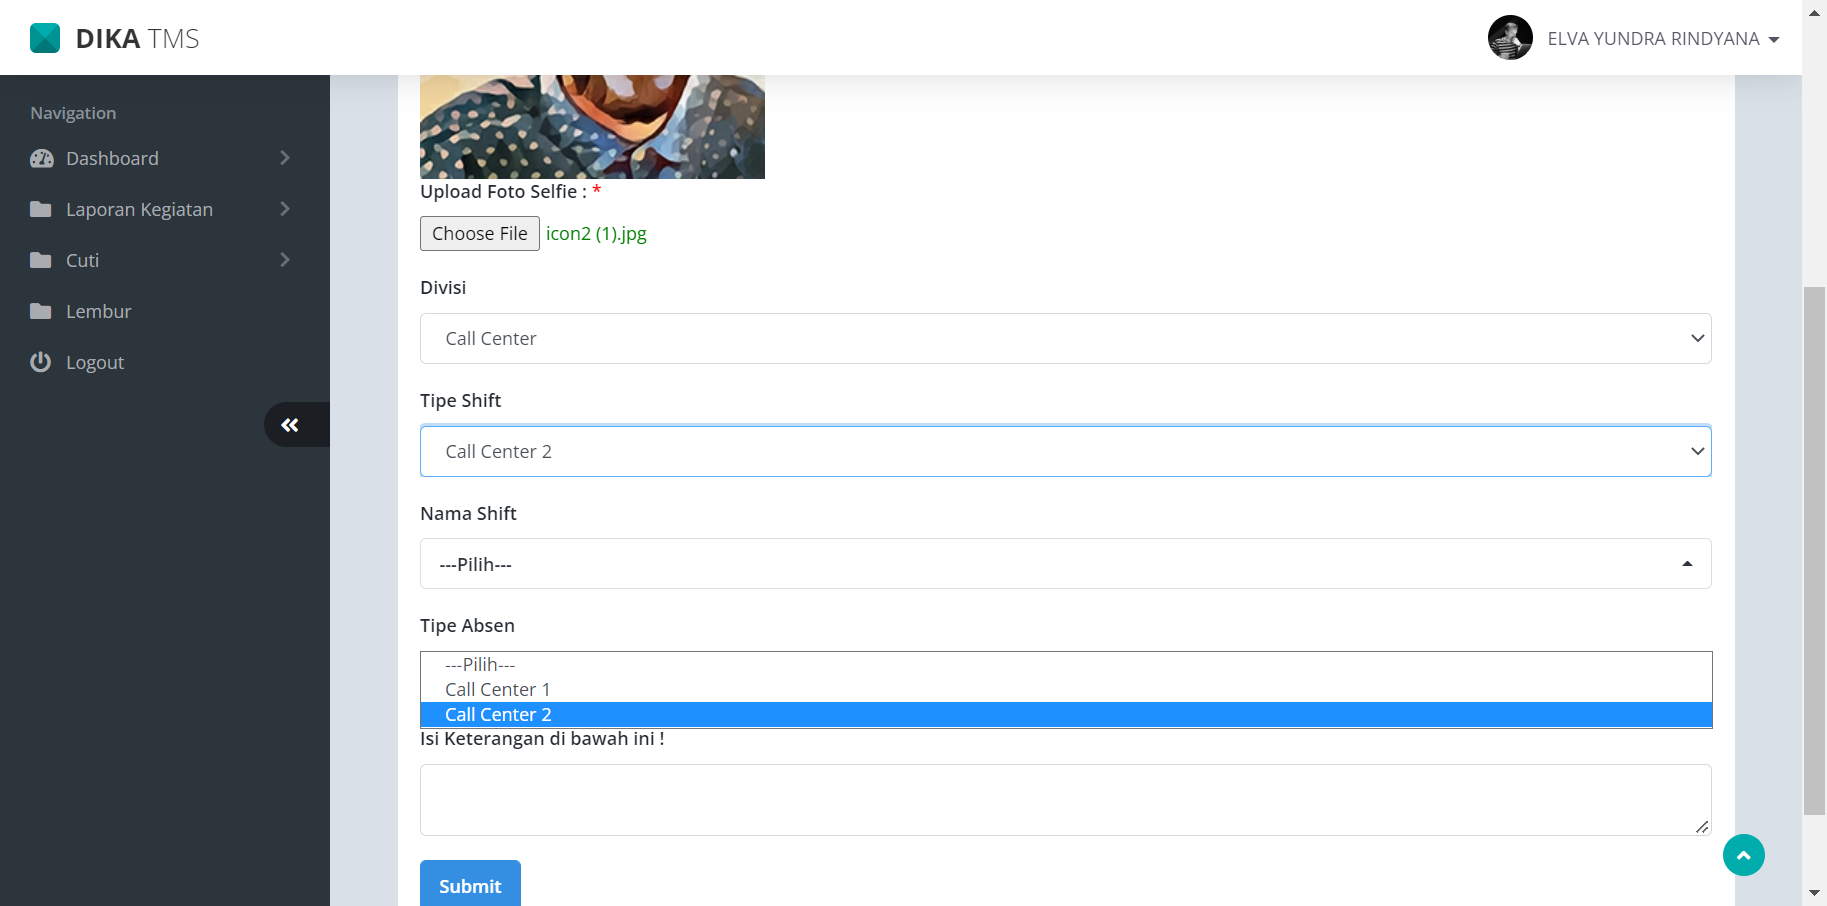 DIKA TMS
ELVA YUNDRA RINDYANA
Navigation
Dashboard
Laporan Kegiatan
Cuti
Lembur
Logout
Upload Foto Selfie : *
Choose File icon2 (1).jpg
Divisi
Call Center
Tipe Shift
Call Center 2
Nama Shift
---Pilih---
Tipe Absen
---Pilih---
Call Center 1
Call Center 2
Isi Keterangan di bawah ini !
Submit